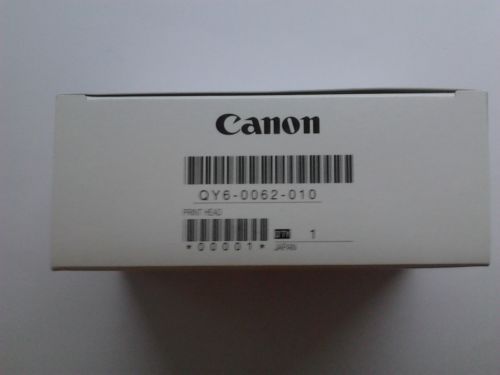 Canon
QY6-0062-010
PRINT HEAD
1
*00001*
JAPAN